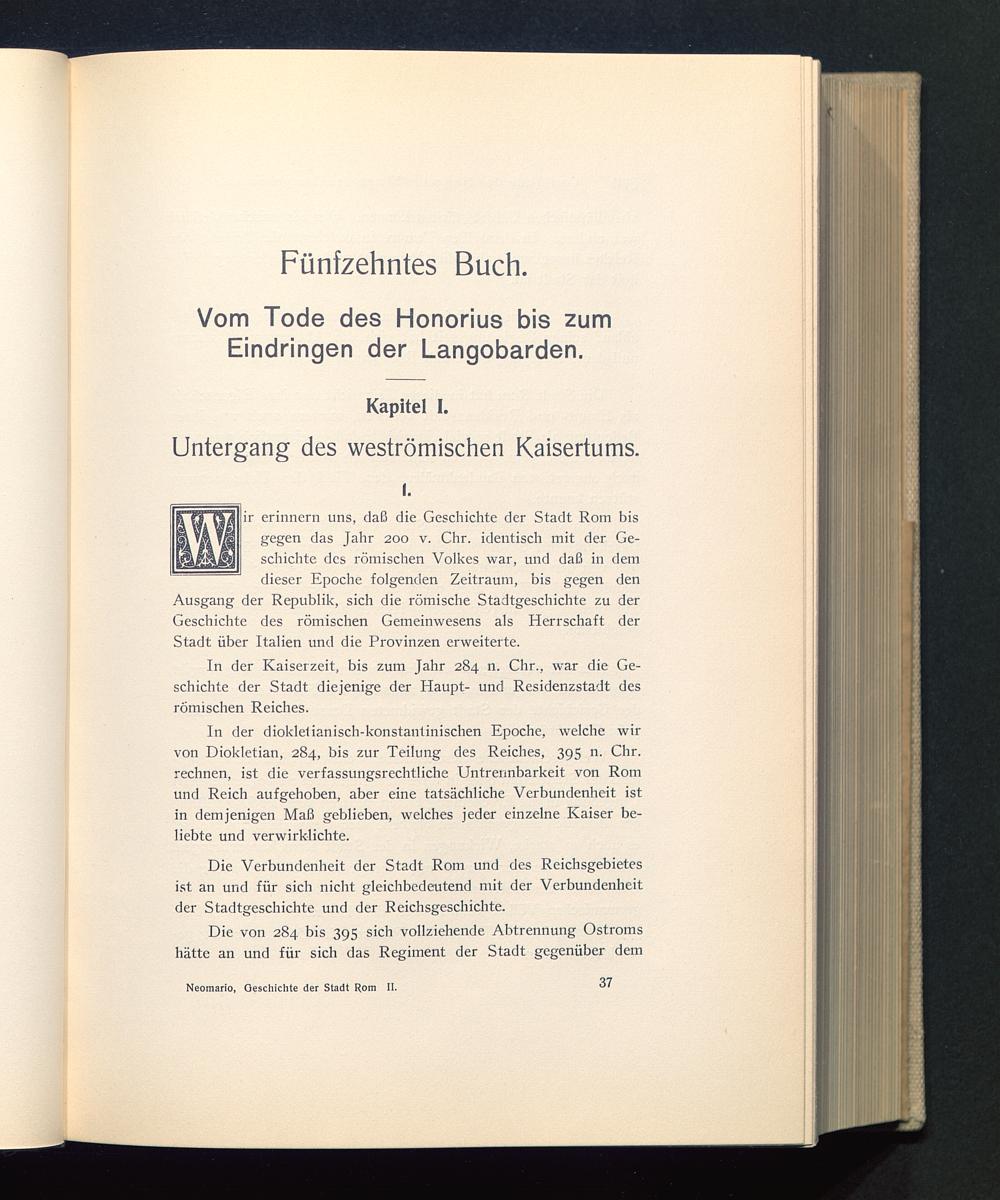 Fünfzehntes Buch.
Vom Tode des Honorius bis zum
Eindringen der Langobarden.
Kapitel I.
Untergang des weströmischen Kaisertums.
I.
Wir erinnern uns, daß die Geschichte der Stadt Rom bis
gegen das Jahr 200 v. Chr. identisch mit der Ge-
schichte des römischen Volkes war, und daß in dem
dieser Epoche folgenden Zeitraum, bis gegen den
Ausgang der Republik, sich die römische Stadtgeschichte zu der
Geschichte des römischen Gemeinwesens als Herrschaft der
Stadt über Italien und die Provinzen erweiterte.
In der Kaiserzeit, bis zum Jahr 284 n. Chr., war die Ge-
schichte der Stadt diejenige der Haupt- und Residenzstadt des
römischen Reiches.
In der diokletianisch-konstantinischen Epoche, welche wir
von Diokletian, 284, bis zur Teilung des Reiches, 395 n. Chr.
rechnen, ist die verfassungsrechtliche Untrennbarkeit von Rom
und Reich aufgehoben, aber eine tatsächliche Verbundenheit ist
in demjenigen Maß geblieben, welches jeder einzelne Kaiser be-
liebte und verwirklichte.
Die Verbundenheit der Stadt Rom und des Reichsgebietes
ist an und für sich nicht gleichbedeutend mit der Verbundenheit
der Stadtgeschichte und der Reichsgeschichte.
Die von 284 bis 395 sich vollziehende Abtrennung Ostroms
hätte an und für sich das Regiment der Stadt gegenüber dem
Neomario, Geschichte der Stadt Rom II. 37